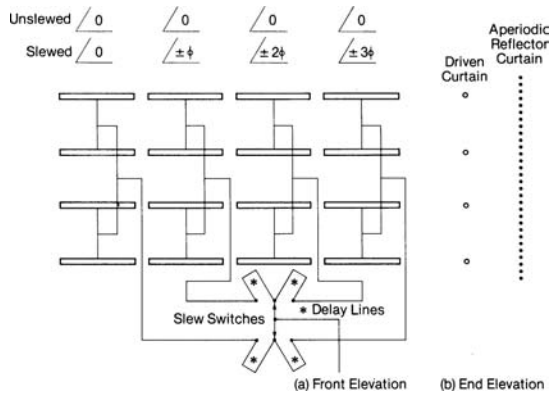 Unslewed 0 0 0 0
Slewed 0 ±ϕ ±2ϕ ±3ϕ
Aperiodic
Reflector
Curtain
Driven
Curtain
* *
Slew Switches
* Delay Lines
* *
(a) Front Elevation
(b) End Elevation